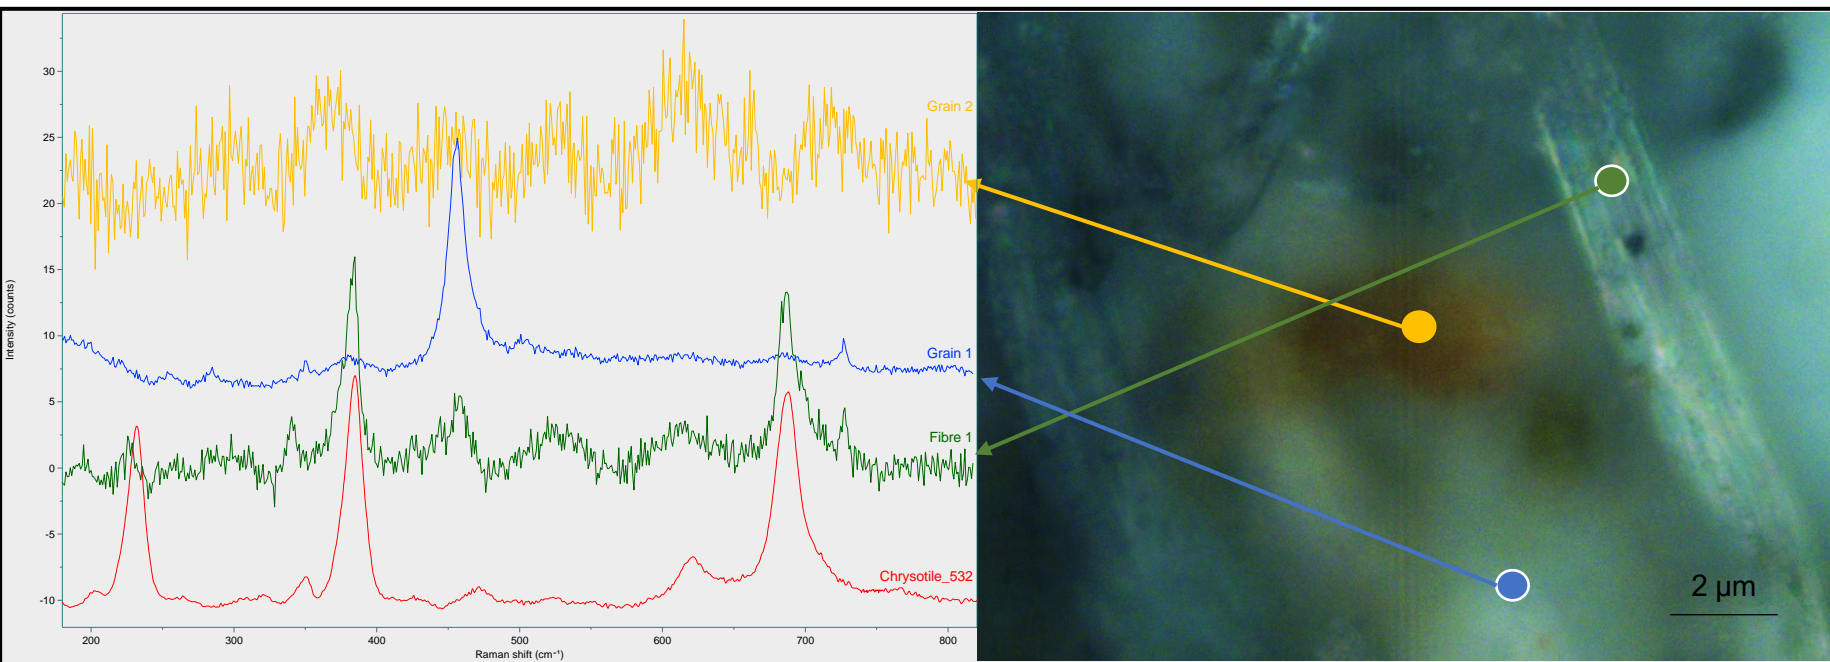 Grain 2
Grain 1
Fibre 1
Chrysotile_532
30
25
20
15
10
5
0
-5
-10
Intensity (counts)
200 300 400 500 600 700 800
Raman shift (cm⁻¹)
2 µm